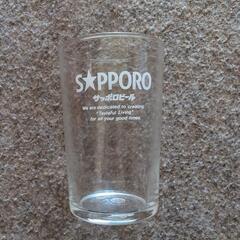 S★PPORO
サッポロビール
We are dedicated to creating
"Tasteful Living"
for all your good times